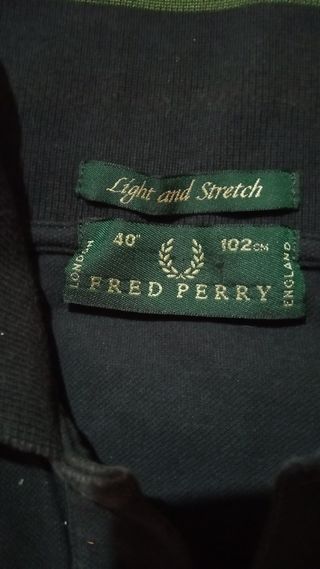 Light and Stretch
40" 102CM
LONDON
FRED PERRY
ENGLAND